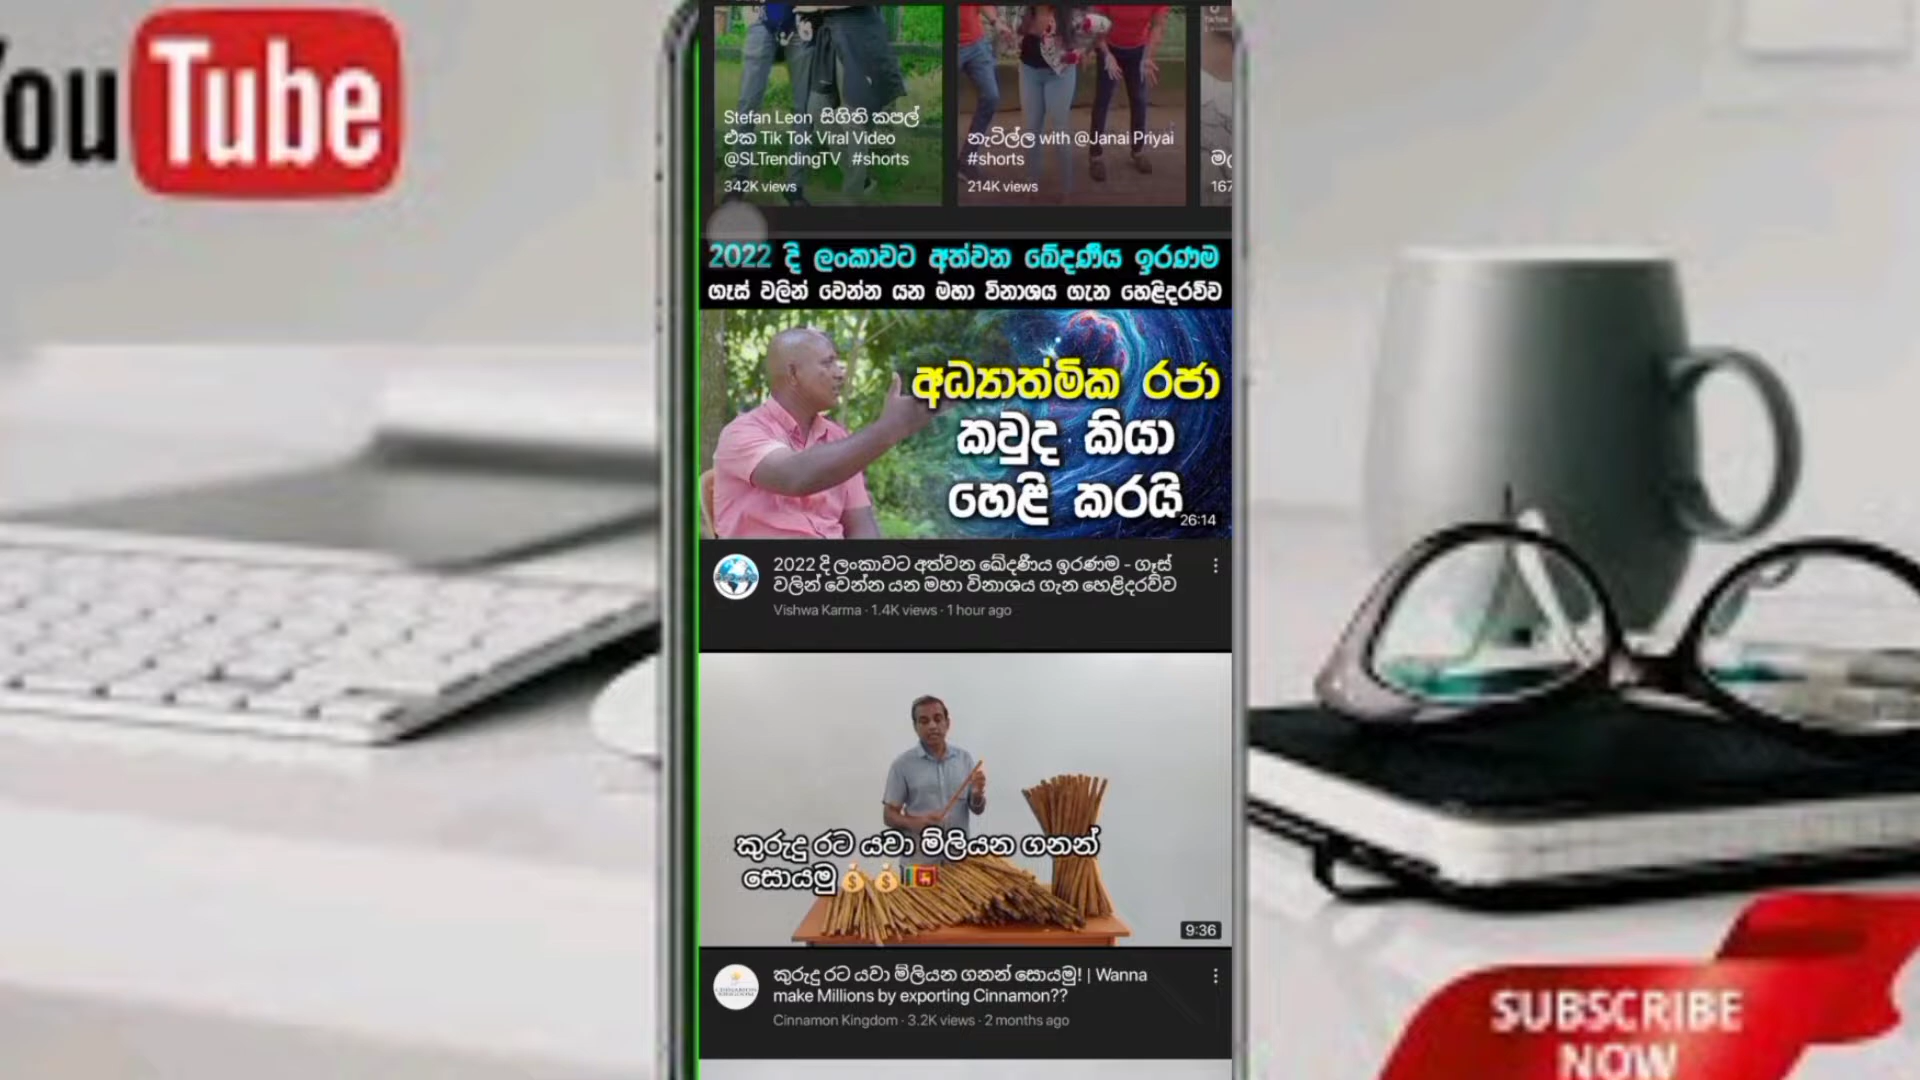 YouTube
Stefan Leon සිගිති කපල්
එක Tik Tok Viral Video
@SLTrendingTV #shorts
342K views
නැටිල්ල with @Janai Priyai
#shorts
214K views
167
2022 දි ලංකාවට අත්වන ඛේදණීය ඉරණම
ගෑස් වලින් වෙන්න යන මහා විනාශය ගැන හෙළිදරව්ව
අධ්‍යාත්මික රජා
කවුද කියා
හෙළි කරයි
26:14
2022 දි ලංකාවට අත්වන ඛේදණීය ඉරණම - ගෑස්
වලින් වෙන්න යන මහා විනාශය ගැන හෙළිදරව්ව
Vishwa Karma · 1.4K views · 1 hour ago
කුරුදු රට යවා මිලියන ගනන්
සොයමු
9:36
කුරුදු රට යවා මිලියන ගනන් සොයමු! | Wanna
make Millions by exporting Cinnamon??
Cinnamon Kingdom · 3.2K views · 2 months ago
SUBSCRIBE
NOW